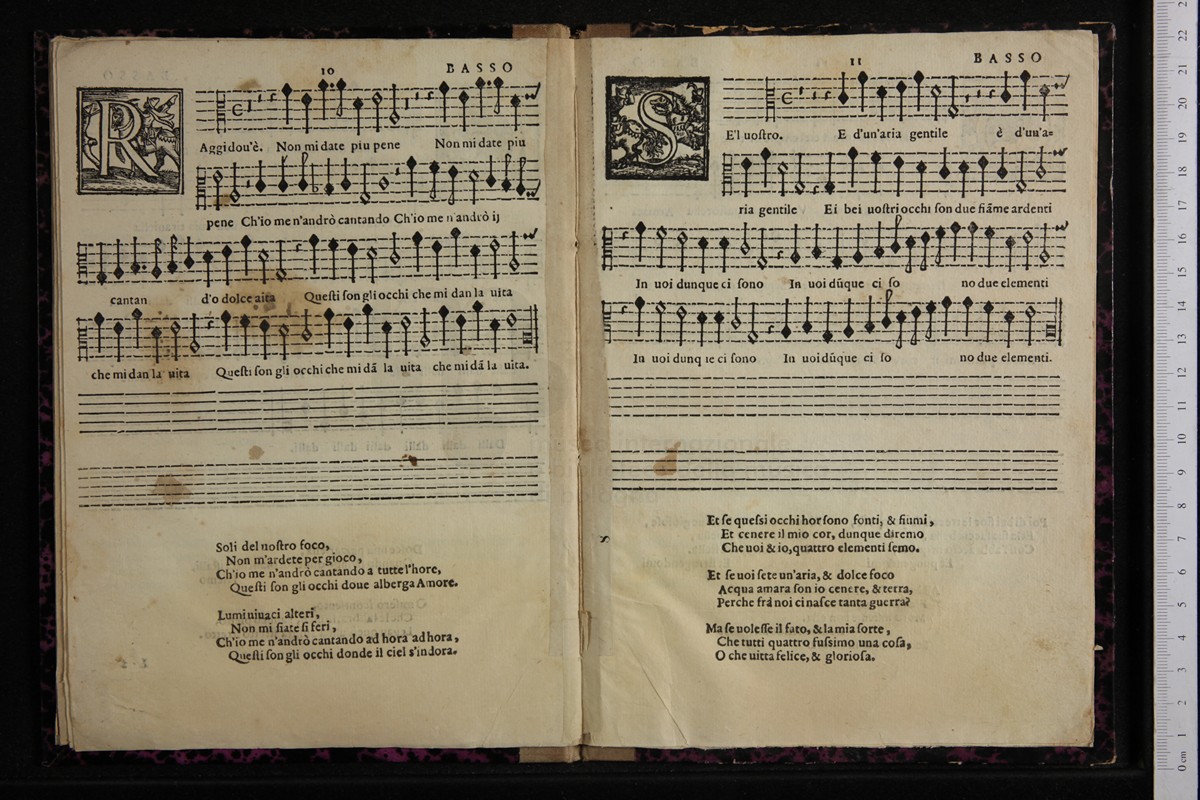 10 BASSO
R
Aggi dou'è. Non mi date piu pene Non mi date piu
pene Ch'io me n'andrò cantando Ch'io me n'andrò ij
cantan d'o dolce aita Questi son gli occhi che mi dan la uita
che mi dan la uita Questi son gli occhi che mi dā la uita che mi dā la uita.
Soli del nostro foco,
Non m'ardete per gioco,
Ch'io me n'andrò cantando a tutte l'hore,
Questi son gli occhi doue alberga Amore.
Lumi uiuaci alteri,
Non mi siate si feri,
Ch'io me n'andrò cantando ad hora ad hora,
Questi son gli occhi donde il ciel s'indora.
11 BASSO
S
E'l uostro. E d'un'aria gentile è d'un'a=
ria gentile Ei bei uostri occhi son due fiāme ardenti
In uoi dunque ci sono In uoi dūque ci so no due elementi
In uoi ci sono In uoi dūque ci so no due elementi.
Et se quessi occhi hor sono fonti, & fiumi,
Et cenere il mio cor, dunque diremo
Che uoi & io, quattro elementi semo.
Et se uoi sete un'aria, & dolce foco
Acqua amara son io cenere, & terra,
Perche frà noi ci nasce tanta guerra?
Ma se uolesse il fato, & la mia sorte,
Che tutti quattro fussimo una cosa,
O che uitta felice, & gloriosa.